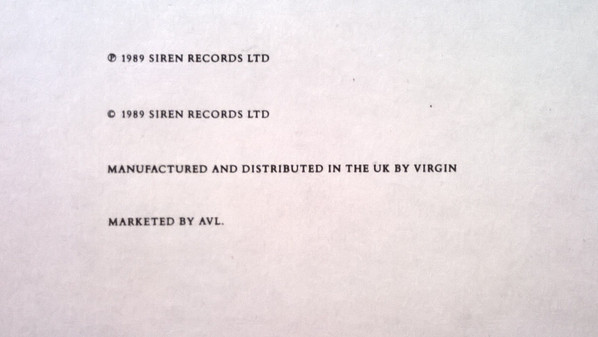 ℗ 1989 SIREN RECORDS LTD
© 1989 SIREN RECORDS LTD
MANUFACTURED AND DISTRIBUTED IN THE UK BY VIRGIN
MARKETED BY AVL.